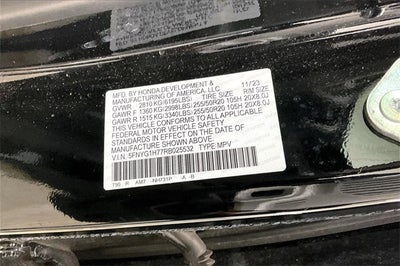 MFD. BY HONDA DEVELOPMENT &
MANUFACTURING OF AMERICA, LLC 11/23
GVWR 2810 KG(6195LBS) TIRE SIZE RIM SIZE
GAWR F 1360 KG(2998LBS)255/50R20 105H 20X8.0J
GAWR R 1515 KG(3340LBS)255/50R20 105H 20X8.0J
THIS VEHICLE CONFORMS TO ALL APPLICABLE
FEDERAL MOTOR VEHICLE SAFETY
STANDARDS IN EFFECT ON THE DATE OF
MANUFACTURE SHOWN ABOVE.
V.I.N. 5FNYG1H77RB025532 TYPE MPV
790 R AM7 NH731P A -B